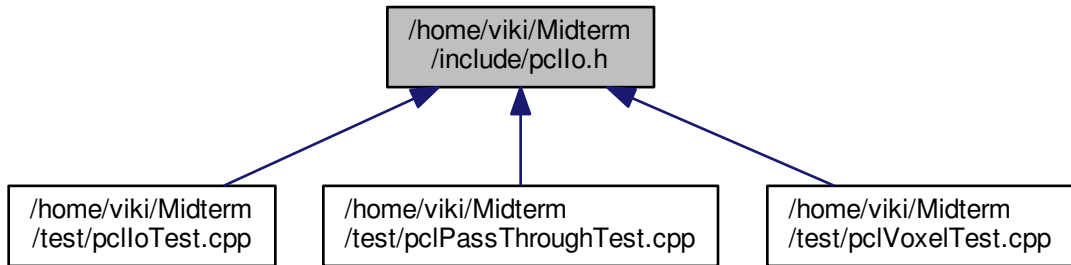 /home/viki/Midterm
/include/pclIo.h
/home/viki/Midterm
/test/pclIoTest.cpp
/home/viki/Midterm
/test/pclPassThroughTest.cpp
/home/viki/Midterm
/test/pclVoxelTest.cpp